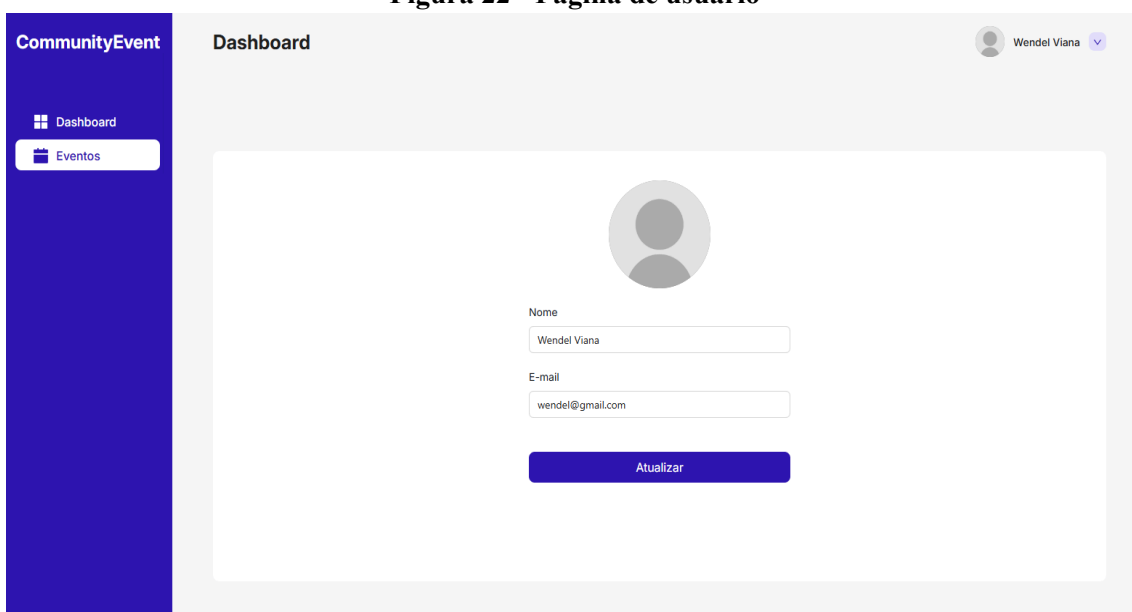 Figura 22 - Página de usuário
CommunityEvent
Dashboard
Wendel Viana
Dashboard
Eventos
Nome
Wendel Viana
E-mail
wendel@gmail.com
Atualizar